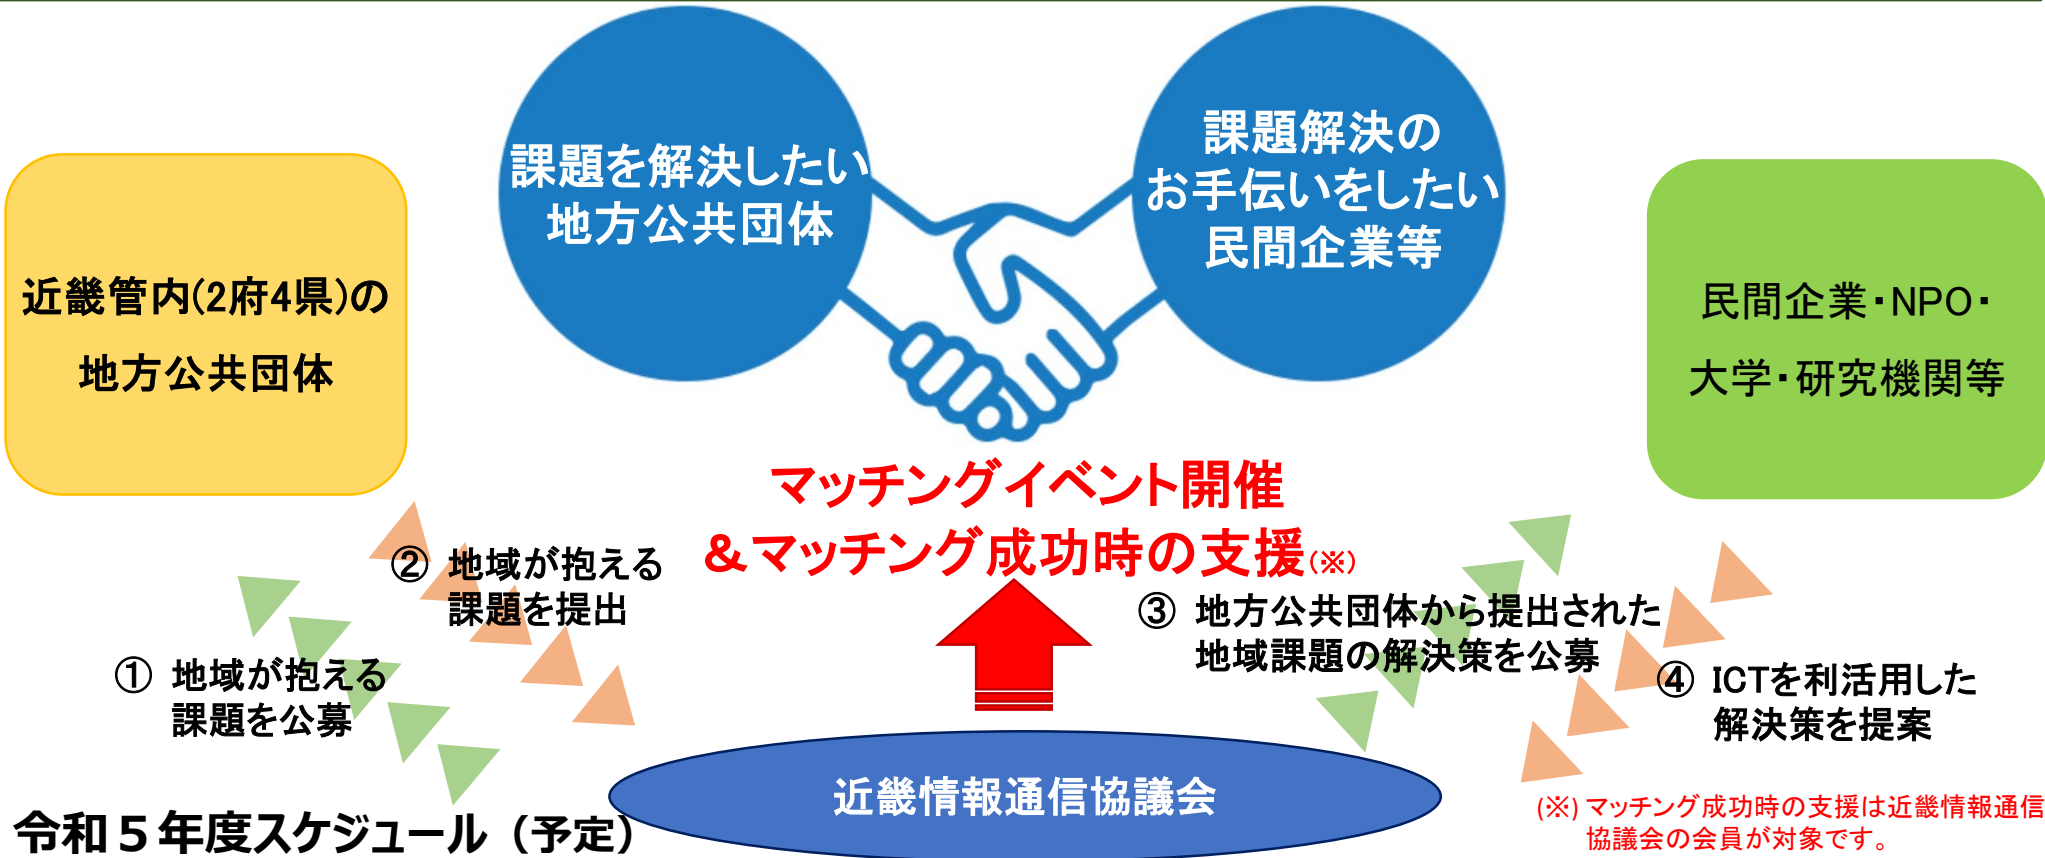 課題を解決したい
地方公共団体
課題解決の
お手伝いをしたい
民間企業等
近畿管内(2府4県)の
地方公共団体
民間企業・NPO・
大学・研究機関等
マッチングイベント開催
＆マッチング成功時の支援(※)
② 地域が抱える
課題を提出
① 地域が抱える
課題を公募
③ 地方公共団体から提出された
地域課題の解決策を公募
④ ICTを利活用した
解決策を提案
近畿情報通信協議会
(※) マッチング成功時の支援は近畿情報通信
協議会の会員が対象です。
令和５年度スケジュール（予定）